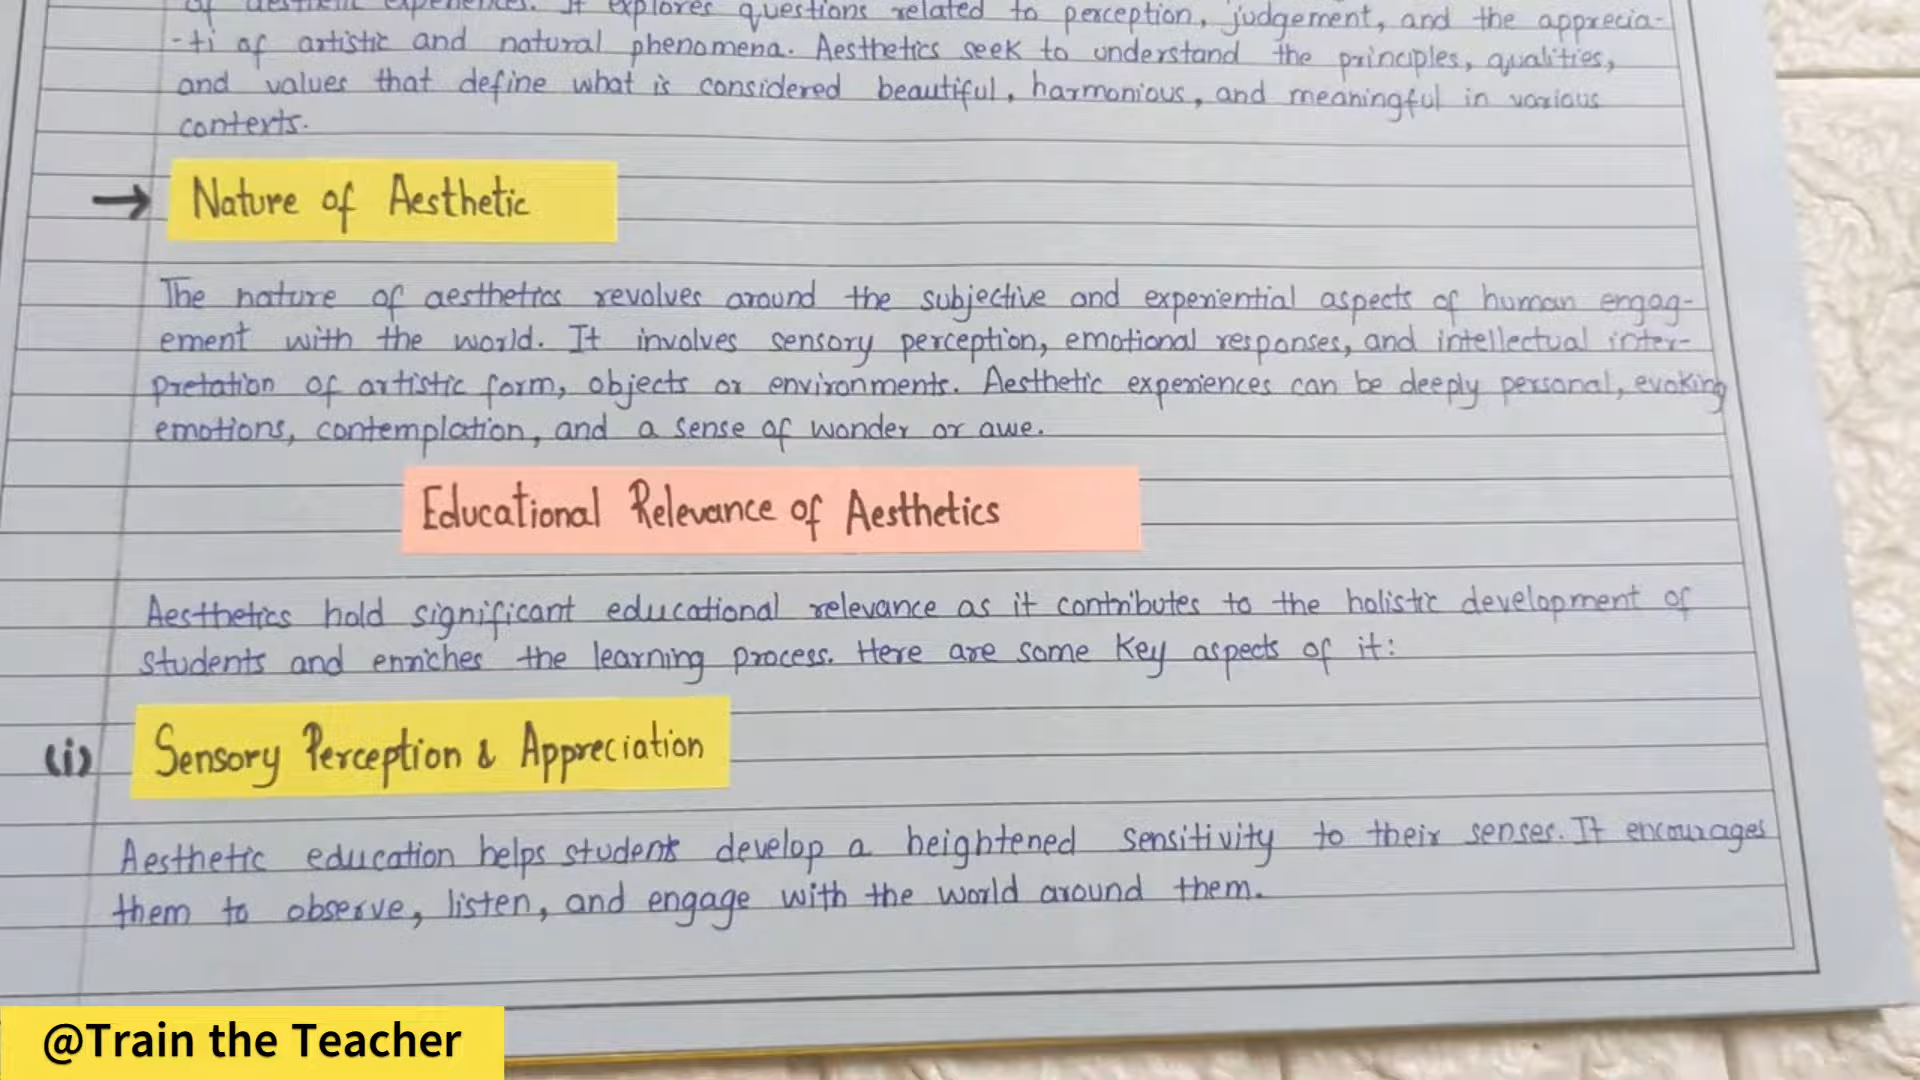 of aesthetic experiences. It explores questions related to perception, judgement, and the apprecia-
-ti of artistic and natural phenomena. Aesthetics seek to understand the principles, qualities,
and values that define what is considered beautiful, harmonious, and meaningful in various
contexts.
→ Nature of Aesthetic
The nature of aesthetics revolves around the subjective and experiential aspects of human engag-
ement with the world. It involves sensory perception, emotional responses, and intellectual inter-
pretation of artistic form, objects or environments. Aesthetic experiences can be deeply personal, evoking
emotions, contemplation, and a sense of wonder or awe.
Educational Relevance of Aesthetics
Aesthetics hold significant educational relevance as it contributes to the holistic development of
students and enriches the learning process. Here are some key aspects of it:
(i) Sensory Perception & Appreciation
Aesthetic education helps students develop a heightened sensitivity to their senses. It encourages
them to observe, listen, and engage with the world around them.
@Train the Teacher